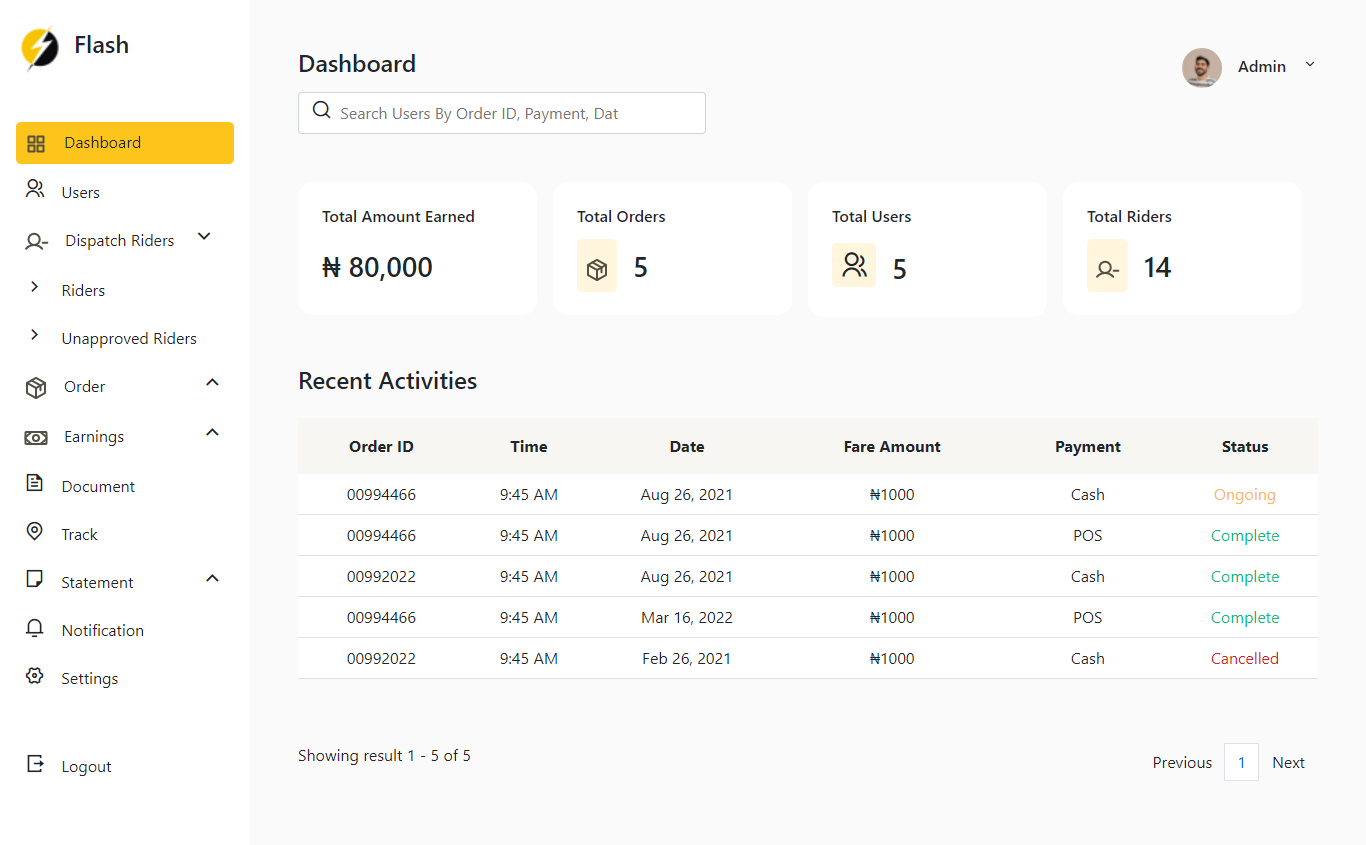 Flash
Dashboard
Users
Dispatch Riders
Riders
Unapproved Riders
Order
Earnings
Document
Track
Statement
Notification
Settings
Logout
Dashboard
Search Users By Order ID, Payment, Dat
Admin
Total Amount Earned
₦ 80,000
Total Orders
5
Total Users
5
Total Riders
14
Recent Activities
Order ID Time Date Fare Amount Payment Status
00994466 9:45 AM Aug 26, 2021 ₦1000 Cash Ongoing
00994466 9:45 AM Aug 26, 2021 ₦1000 POS Complete
00992022 9:45 AM Aug 26, 2021 ₦1000 Cash Complete
00994466 9:45 AM Mar 16, 2022 ₦1000 POS Complete
00992022 9:45 AM Feb 26, 2021 ₦1000 Cash Cancelled
Showing result 1 - 5 of 5
Previous 1 Next